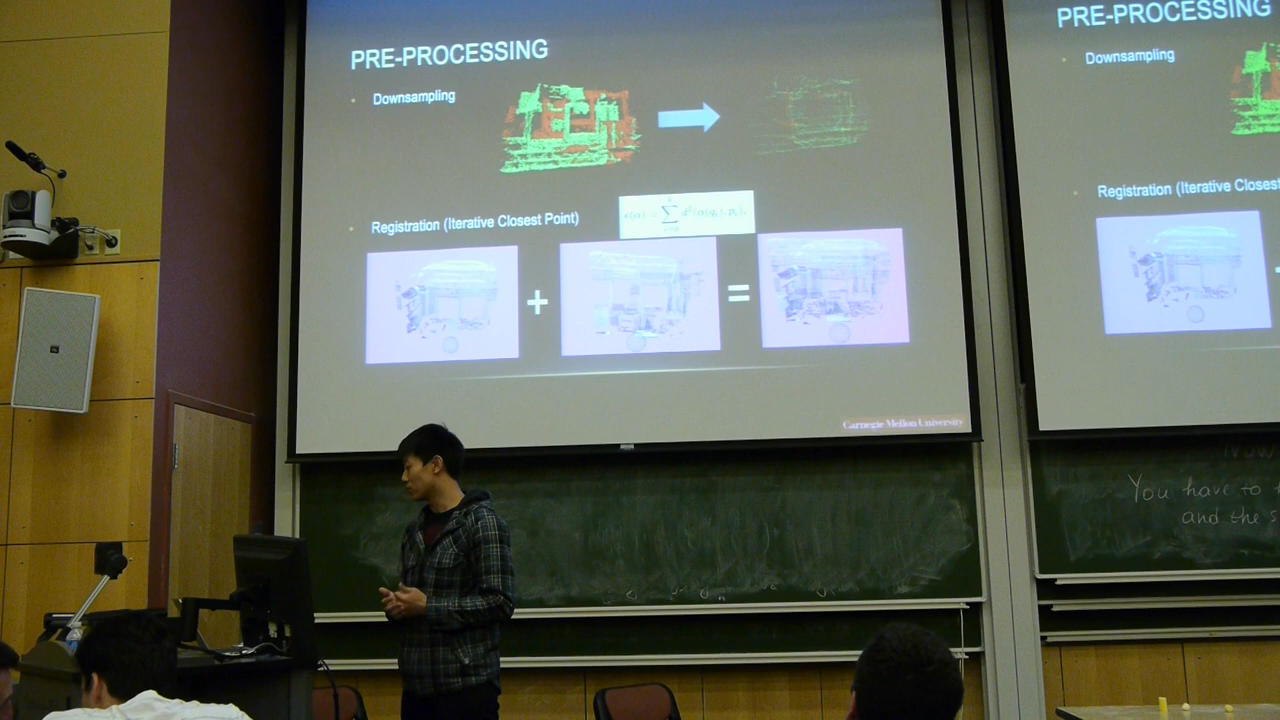 PRE-PROCESSING
Downsampling
Registration (Iterative Closest Point)
+
=
Carnegie Mellon University
PRE-PROCESSING
Downsampling
Registration (Iterative Closest
You have to
and the